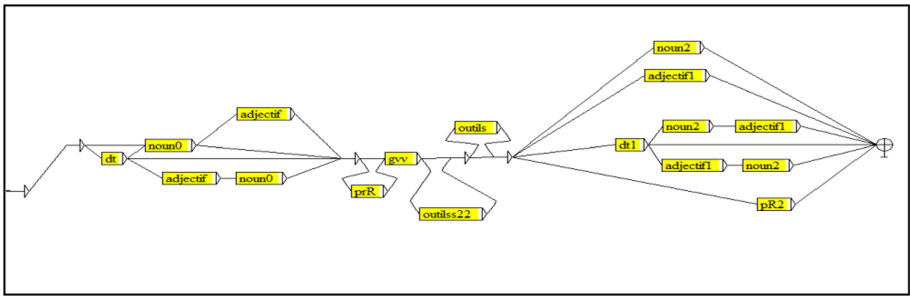 noun2
adjectif1
adjectif
outils
noun2 adjectif1
noun0
dt
gvv
dt1
adjectif noun0
adjectif1 noun2
prR
pR2
outilss22